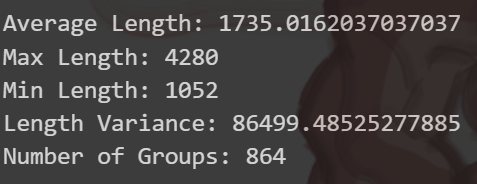 Average Length: 1735.0162037037037
Max Length: 4280
Min Length: 1052
Length Variance: 86499.48525277885
Number of Groups: 864